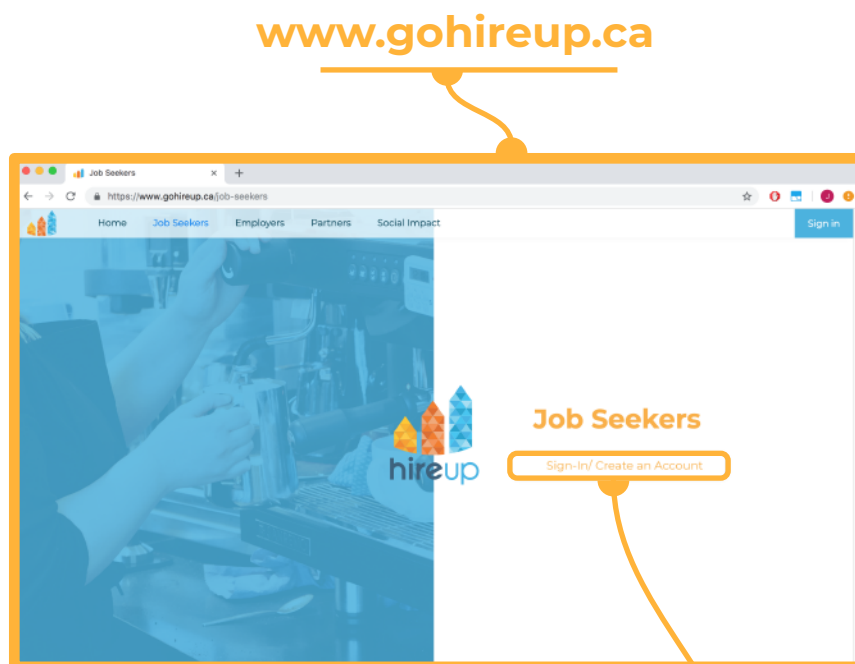 www.gohireup.ca
Job Seekers
https://www.gohireup.ca/job-seekers
Home Job Seekers Employers Partners Social Impact Sign in
hireup
Job Seekers
Sign-In/ Create an Account